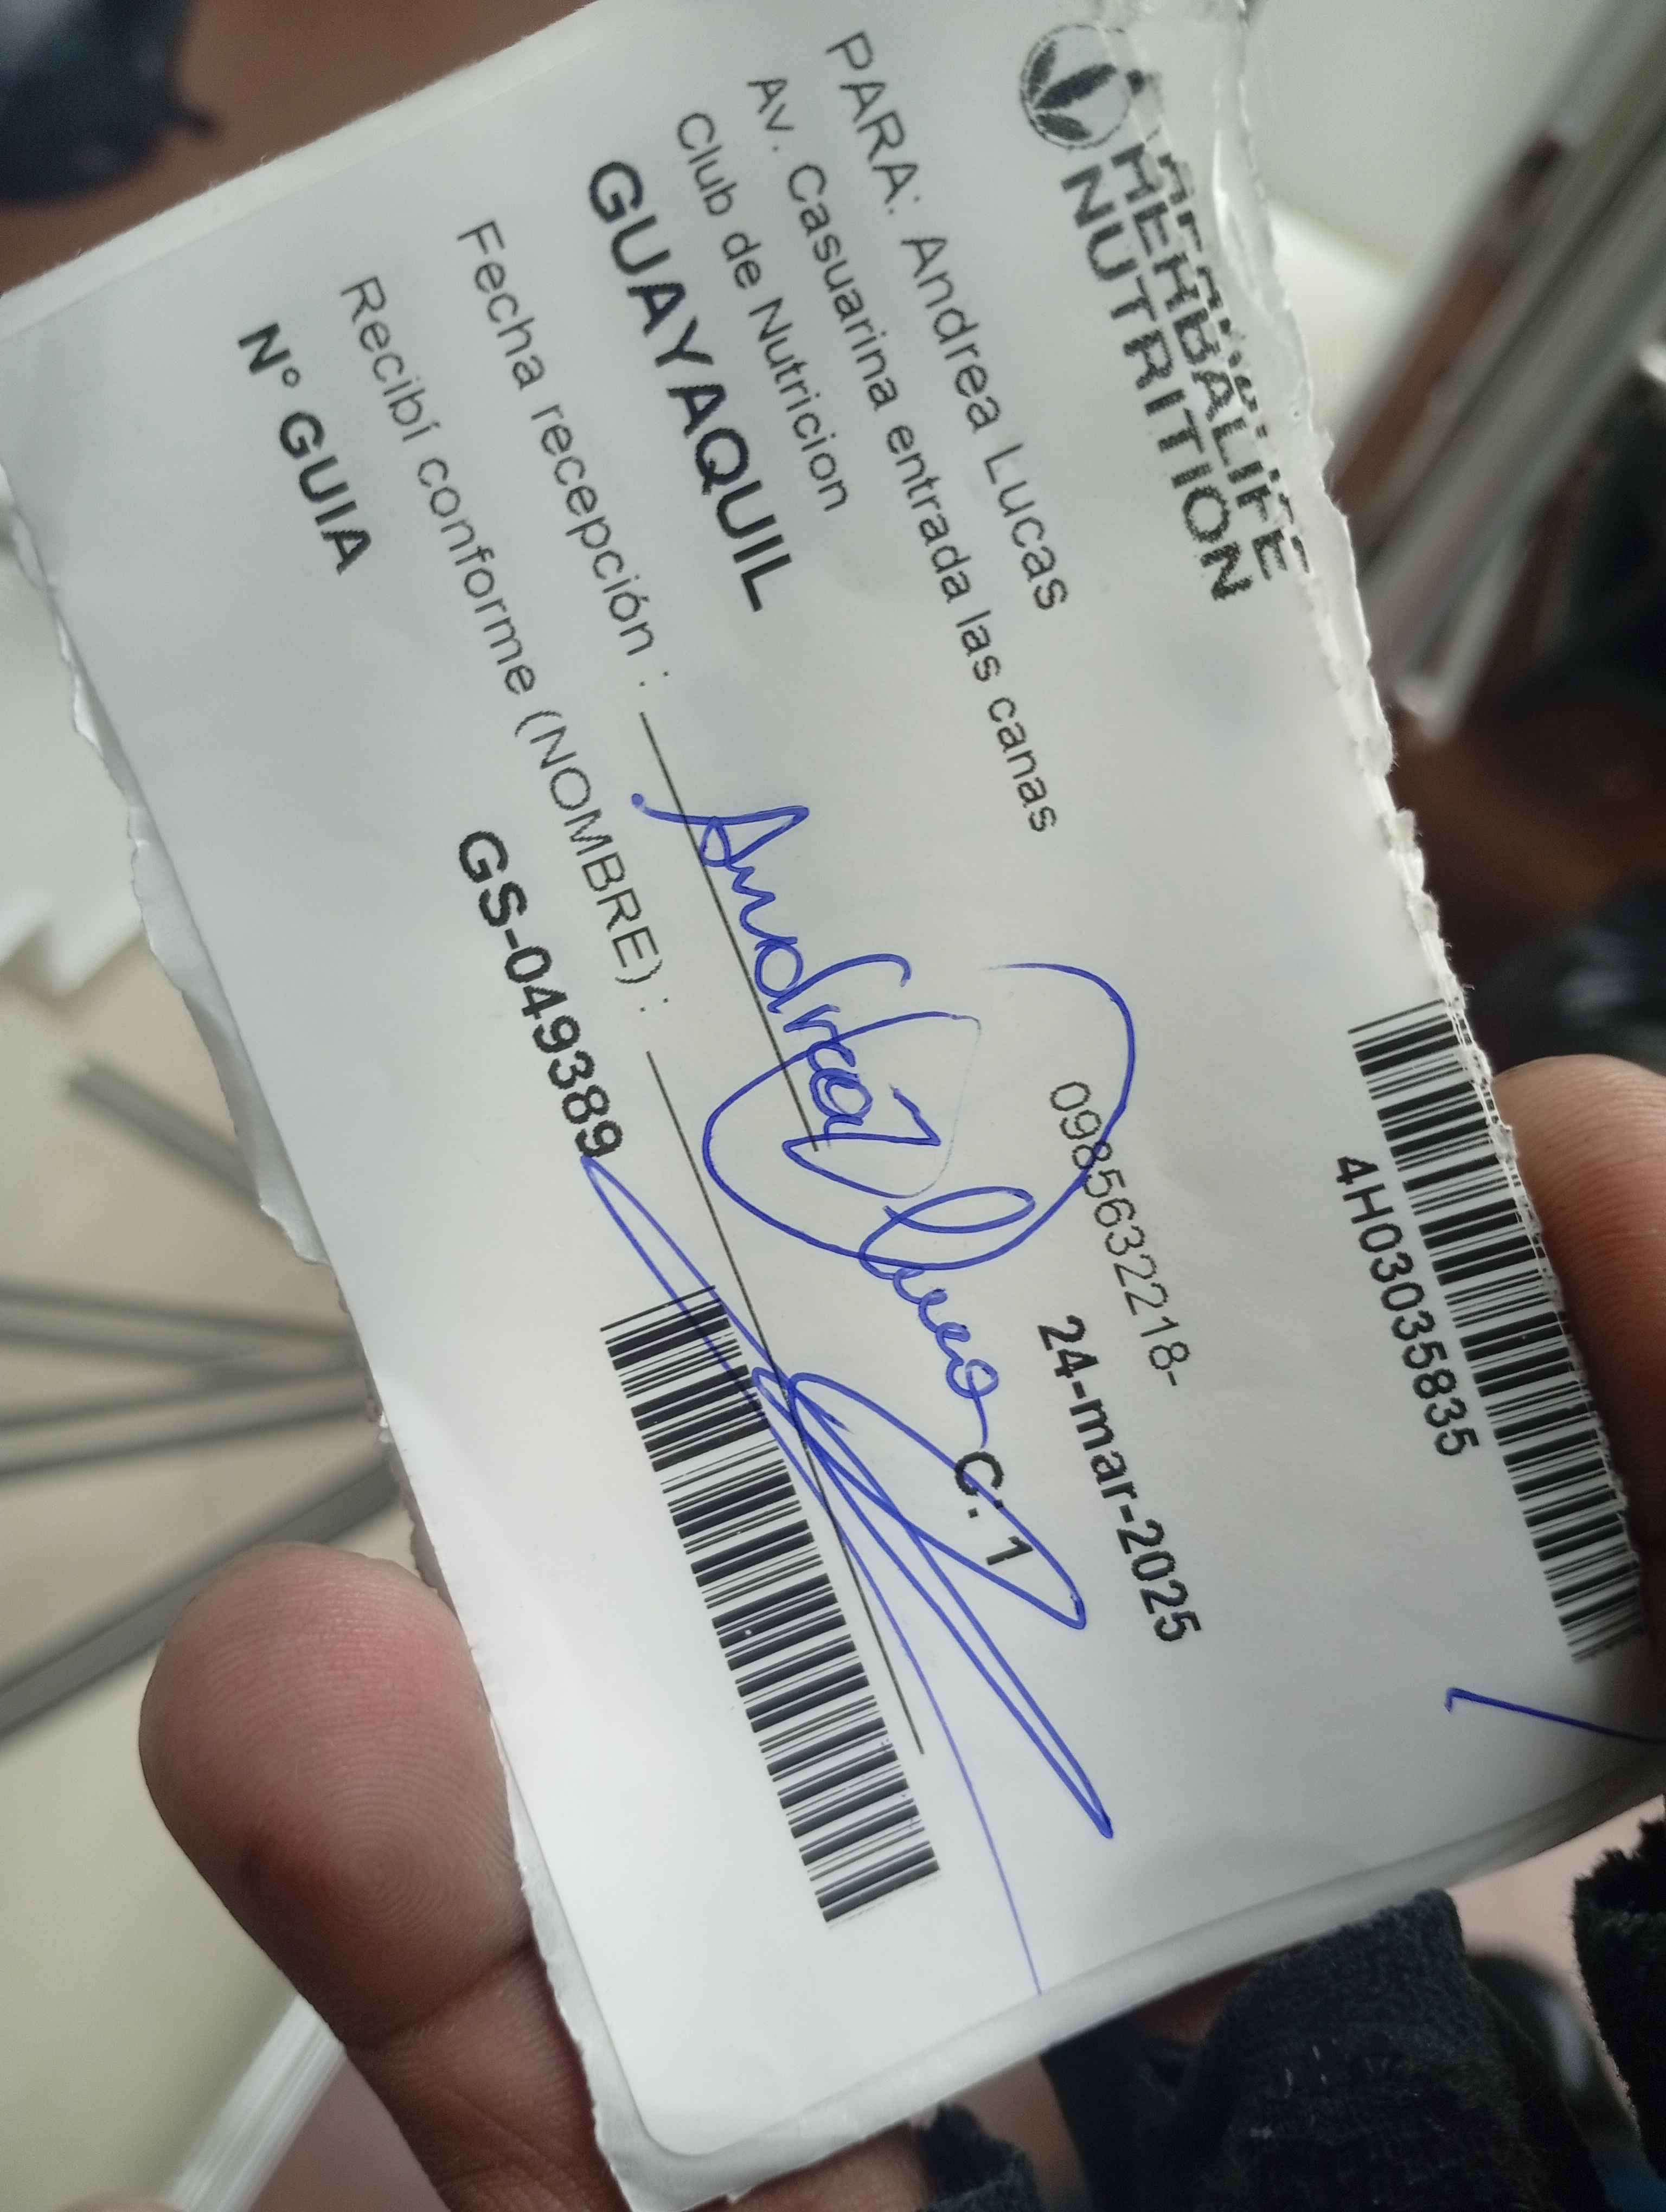 HERBALIFE
NUTRITION
4H03035835
PARA: Andrea Lucas
0985632218-
Av. Casuarina entrada las canas
Club de Nutricion
24-mar-2025
GUAYAQUIL
C: 1
Fecha recepción :
Andrea
Recibí conforme (NOMBRE) :
N° GUIA
GS-049389